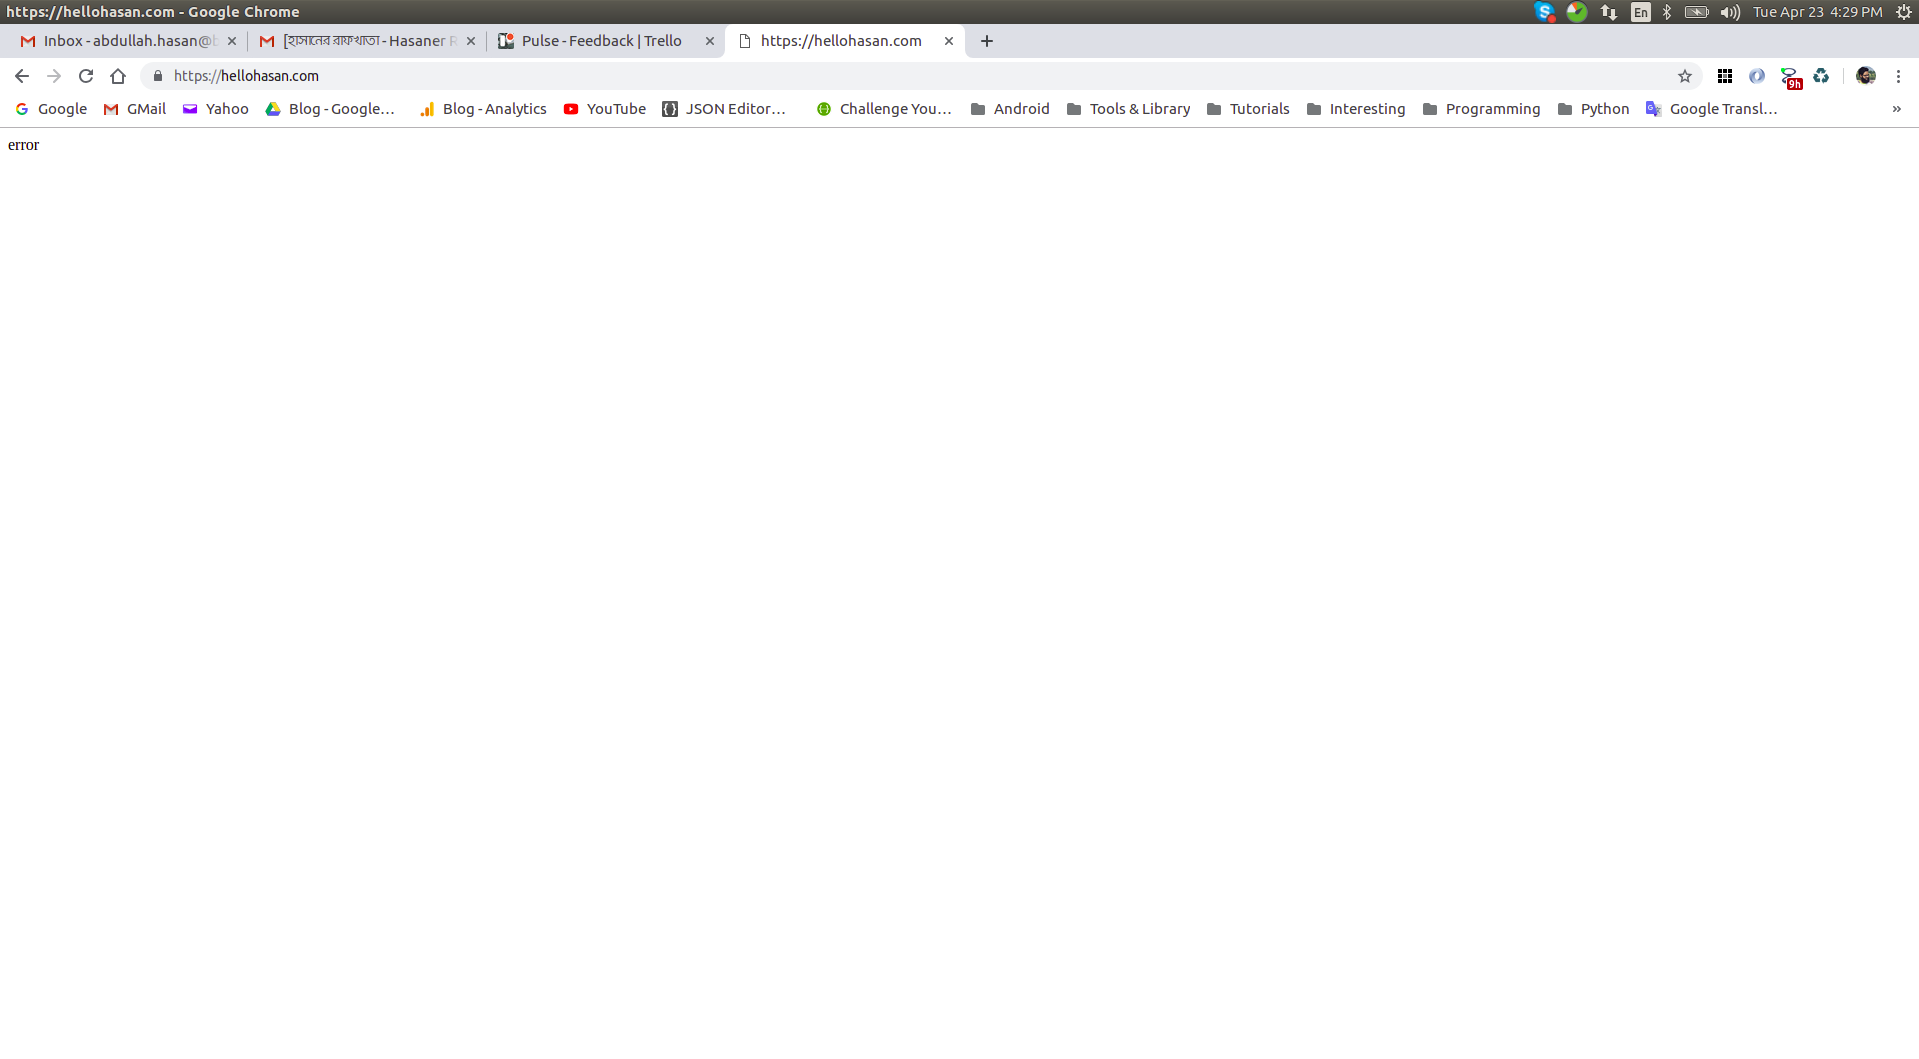 https://hellohasan.com - Google Chrome
En
Tue Apr 23 4:29 PM
Inbox - abdullah.hasan@b
[হাসানের রাফখাতা - Hasaner R
Pulse - Feedback | Trello
https://hellohasan.com
https://hellohasan.com
9h
Google
GMail
Yahoo
Blog - Google...
Blog - Analytics
YouTube
JSON Editor...
Challenge You...
Android
Tools & Library
Tutorials
Interesting
Programming
Python
Google Transl...
»
error